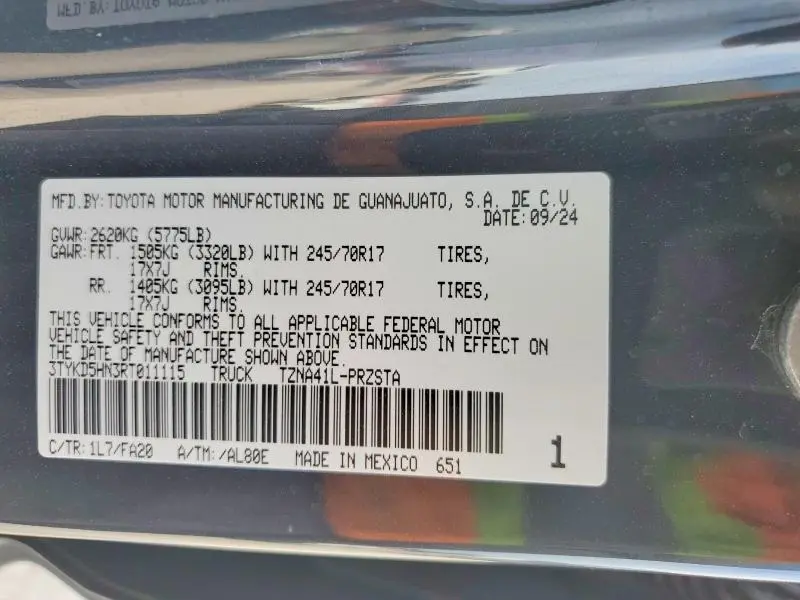 MFD.BY:TOYOTA MOTOR MANUFACTURING DE GUANAJUATO, S.A. DE C.V.
DATE:09/24
GVWR:2620KG (5775LB)
GAWR:FRT. 1505KG (3320LB) WITH 245/70R17 TIRES,
17X7J RIMS.
RR. 1405KG (3095LB) WITH 245/70R17 TIRES,
17X7J RIMS.
THIS VEHICLE CONFORMS TO ALL APPLICABLE FEDERAL MOTOR
VEHICLE SAFETY AND THEFT PREVENTION STANDARDS IN EFFECT ON
THE DATE OF MANUFACTURE SHOWN ABOVE.
3TYKD5HN3RT011115 TRUCK TZNA41L-PRZSTA
C/TR:1L7/FA20 A/TM:/AL80E MADE IN MEXICO 651 1